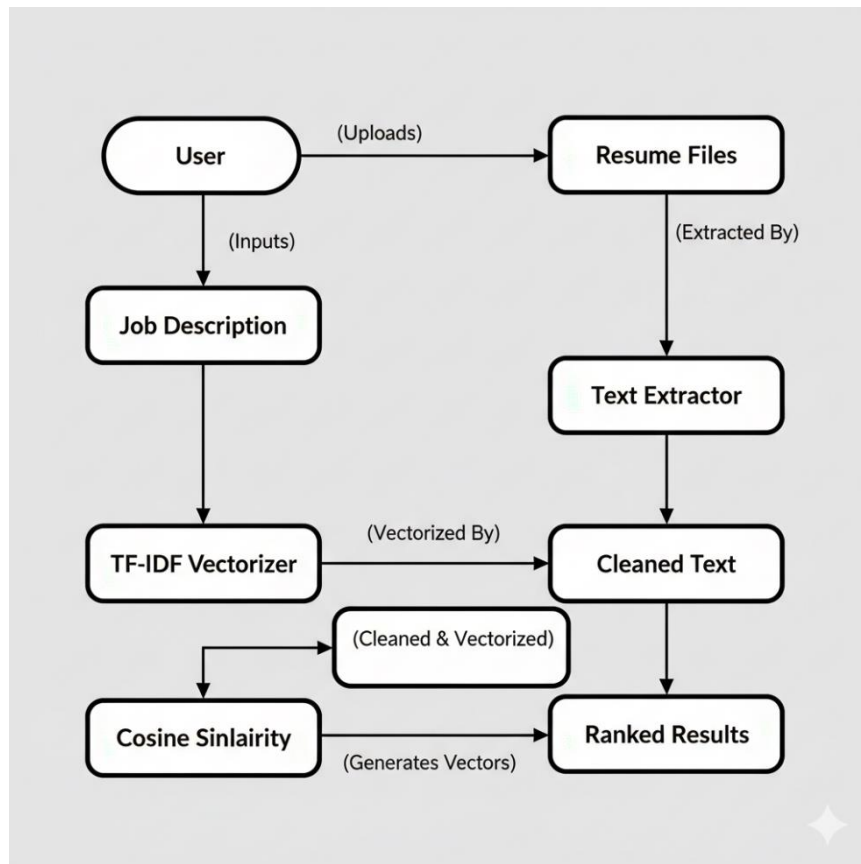 User
(Uploads)
Resume Files
(Inputs)
(Extracted By)
Job Description
Text Extractor
TF-IDF Vectorizer
(Vectorized By)
Cleaned Text
(Cleaned & Vectorized)
Cosine Sinlairity
(Generates Vectors)
Ranked Results